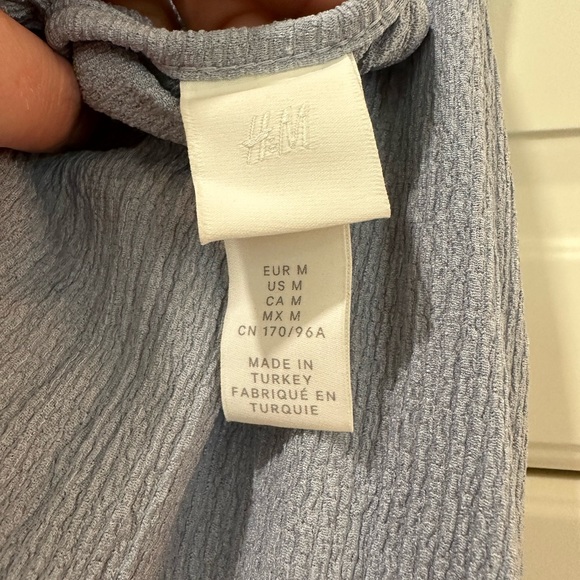 H&M
EUR M
US M
CA M
MX M
CN 170/96A
MADE IN
TURKEY
FABRIQUÉ EN
TURQUIE